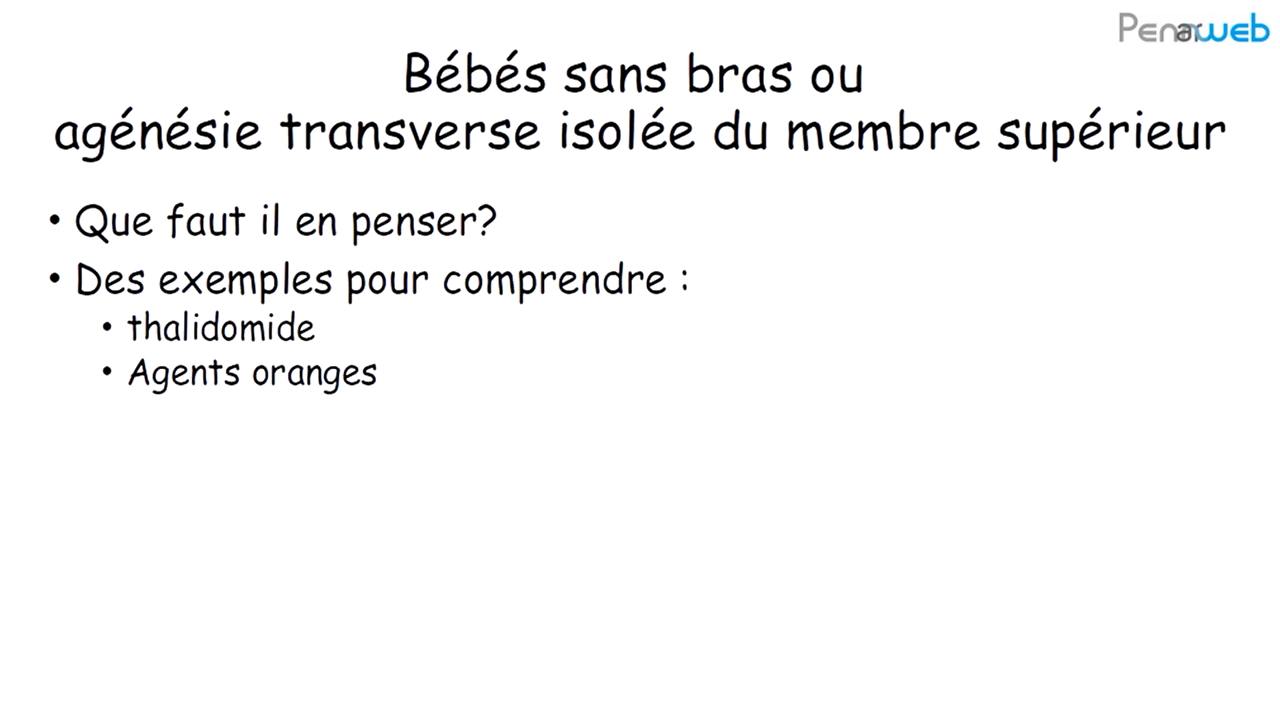 Penarweb
Bébés sans bras ou
agénésie transverse isolée du membre supérieur
• Que faut il en penser?
• Des exemples pour comprendre :
• thalidomide
• Agents oranges